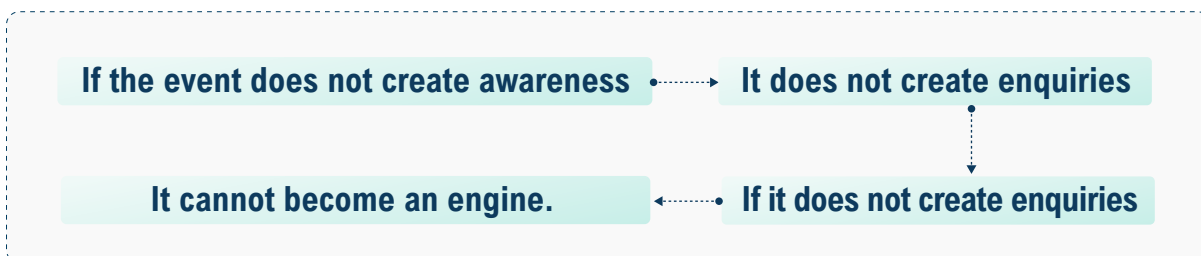 If the event does not create awareness
It does not create enquiries
If it does not create enquiries
It cannot become an engine.